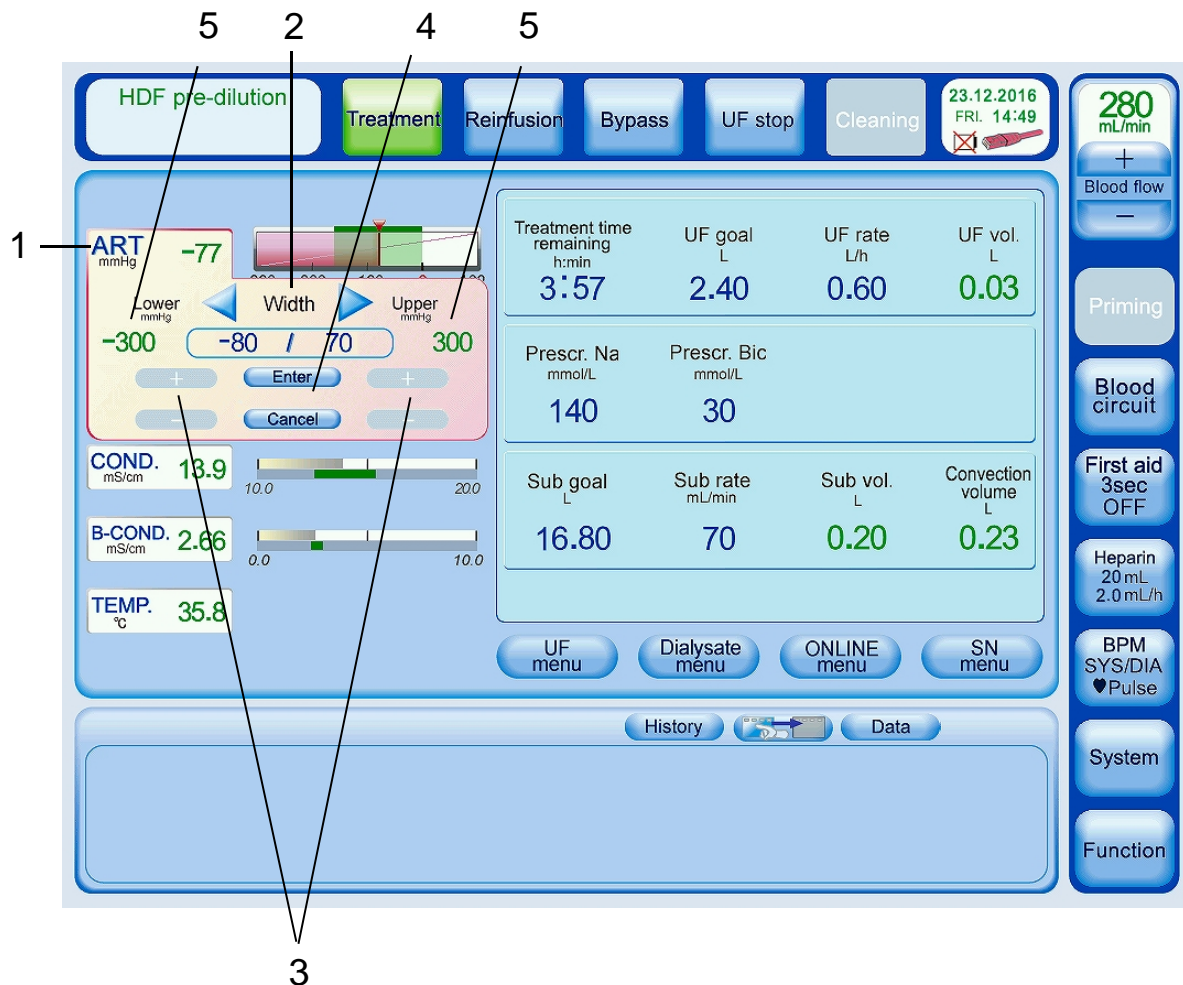 5 2 4 5
HDF pre-dilution
Treatment
Reinfusion
Bypass
UF stop
Cleaning
23.12.2016
FRI. 14:49
280
mL/min
+
Blood flow
−
1
ART
mmHg
-77
Lower
mmHg
-300
Width
-80 / 70
Upper
mmHg
300
+
Enter
+
−
Cancel
−
COND.
mS/cm
13.9
10.0 20.0
B-COND.
mS/cm
2.66
0.0 10.0
TEMP.
℃
35.8
Treatment time
remaining
h:min
3:57
UF goal
L
2.40
UF rate
L/h
0.60
UF vol.
L
0.03
Prescr. Na
mmol/L
140
Prescr. Bic
mmol/L
30
Sub goal
L
16.80
Sub rate
mL/min
70
Sub vol.
L
0.20
Convection
volume
L
0.23
UF
menu
Dialysate
menu
ONLINE
menu
SN
menu
History
Data
Priming
Blood
circuit
First aid
3sec
OFF
Heparin
20 mL
2.0 mL/h
BPM
SYS/DIA
♥Pulse
System
Function
3